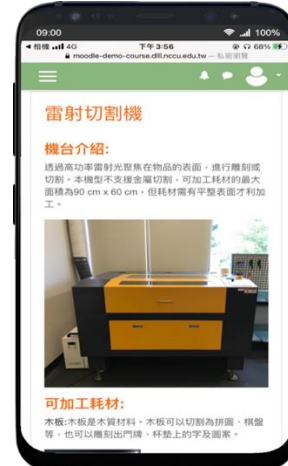 09:00
100%
相機 4G
下午 3:56
68%
moodle-demo-course.dlll.nccu.edu.tw — 私密瀏覽
雷射切割機
機台介紹:
透過高功率雷射光聚焦在物品的表面，進行雕刻或
切割。本機型不支援金屬切割，可加工耗材的最大
面積為90 cm x 60 cm，但耗材需有平整表面才利加
工。
可加工耗材:
木板:木板是木質材料。木板可以切割為拼圖、棋盤
等，也可以雕刻出門牌、杯墊上的字及圖案。